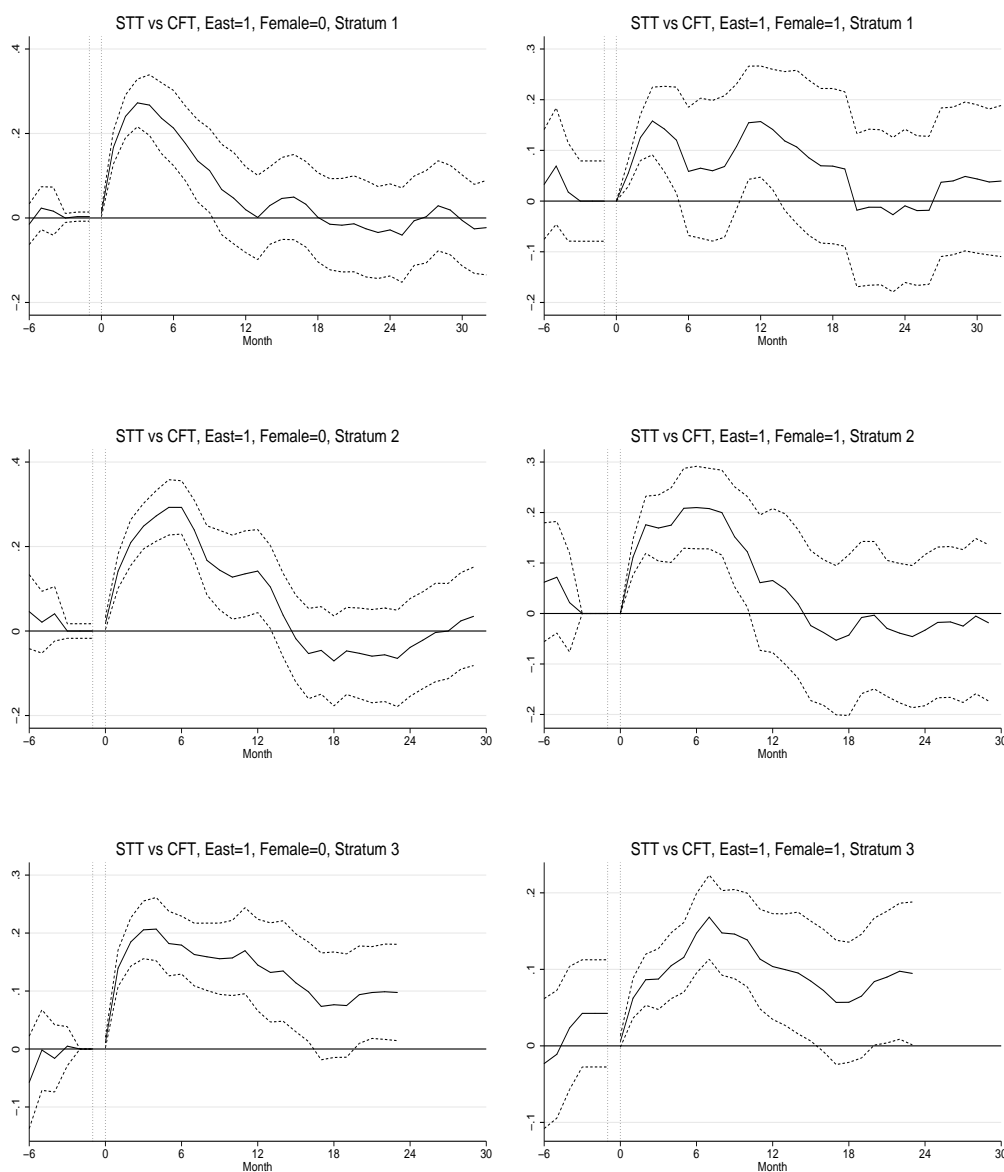 STT vs CFT, East=1, Female=0, Stratum 1
.4
.2
0
−.2
−6 0 6 12 18 24 30
Month
STT vs CFT, East=1, Female=1, Stratum 1
.3
.2
.1
0
−.1
−.2
−6 0 6 12 18 24 30
Month
STT vs CFT, East=1, Female=0, Stratum 2
.4
.2
0
−.2
−6 0 6 12 18 24 30
Month
STT vs CFT, East=1, Female=1, Stratum 2
.3
.2
.1
0
−.1
−.2
−6 0 6 12 18 24 30
Month
STT vs CFT, East=1, Female=0, Stratum 3
.3
.2
.1
0
−.1
−6 0 6 12 18 24 30
Month
STT vs CFT, East=1, Female=1, Stratum 3
.2
.1
0
−.1
−6 0 6 12 18 24 30
Month